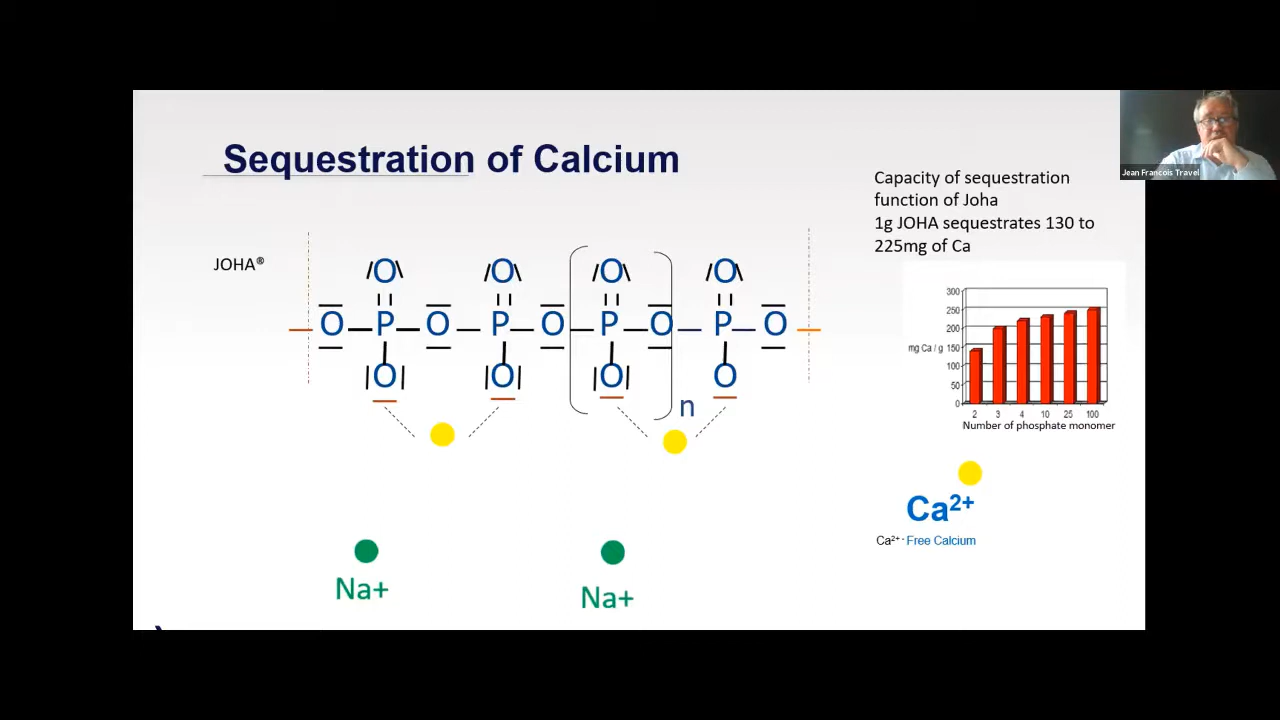 Sequestration of Calcium
Jean Francois Travel
Capacity of sequestration
function of Joha
1g JOHA sequestrates 130 to
225mg of Ca
JOHA®
O O O O
O P O P O P O P O
O O O O
n
300
250
200
150
100
50
0
mg Ca / g
2 3 4 10 25 100
Number of phosphate monomer
Ca²⁺
Ca²⁺ · Free Calcium
Na+ Na+